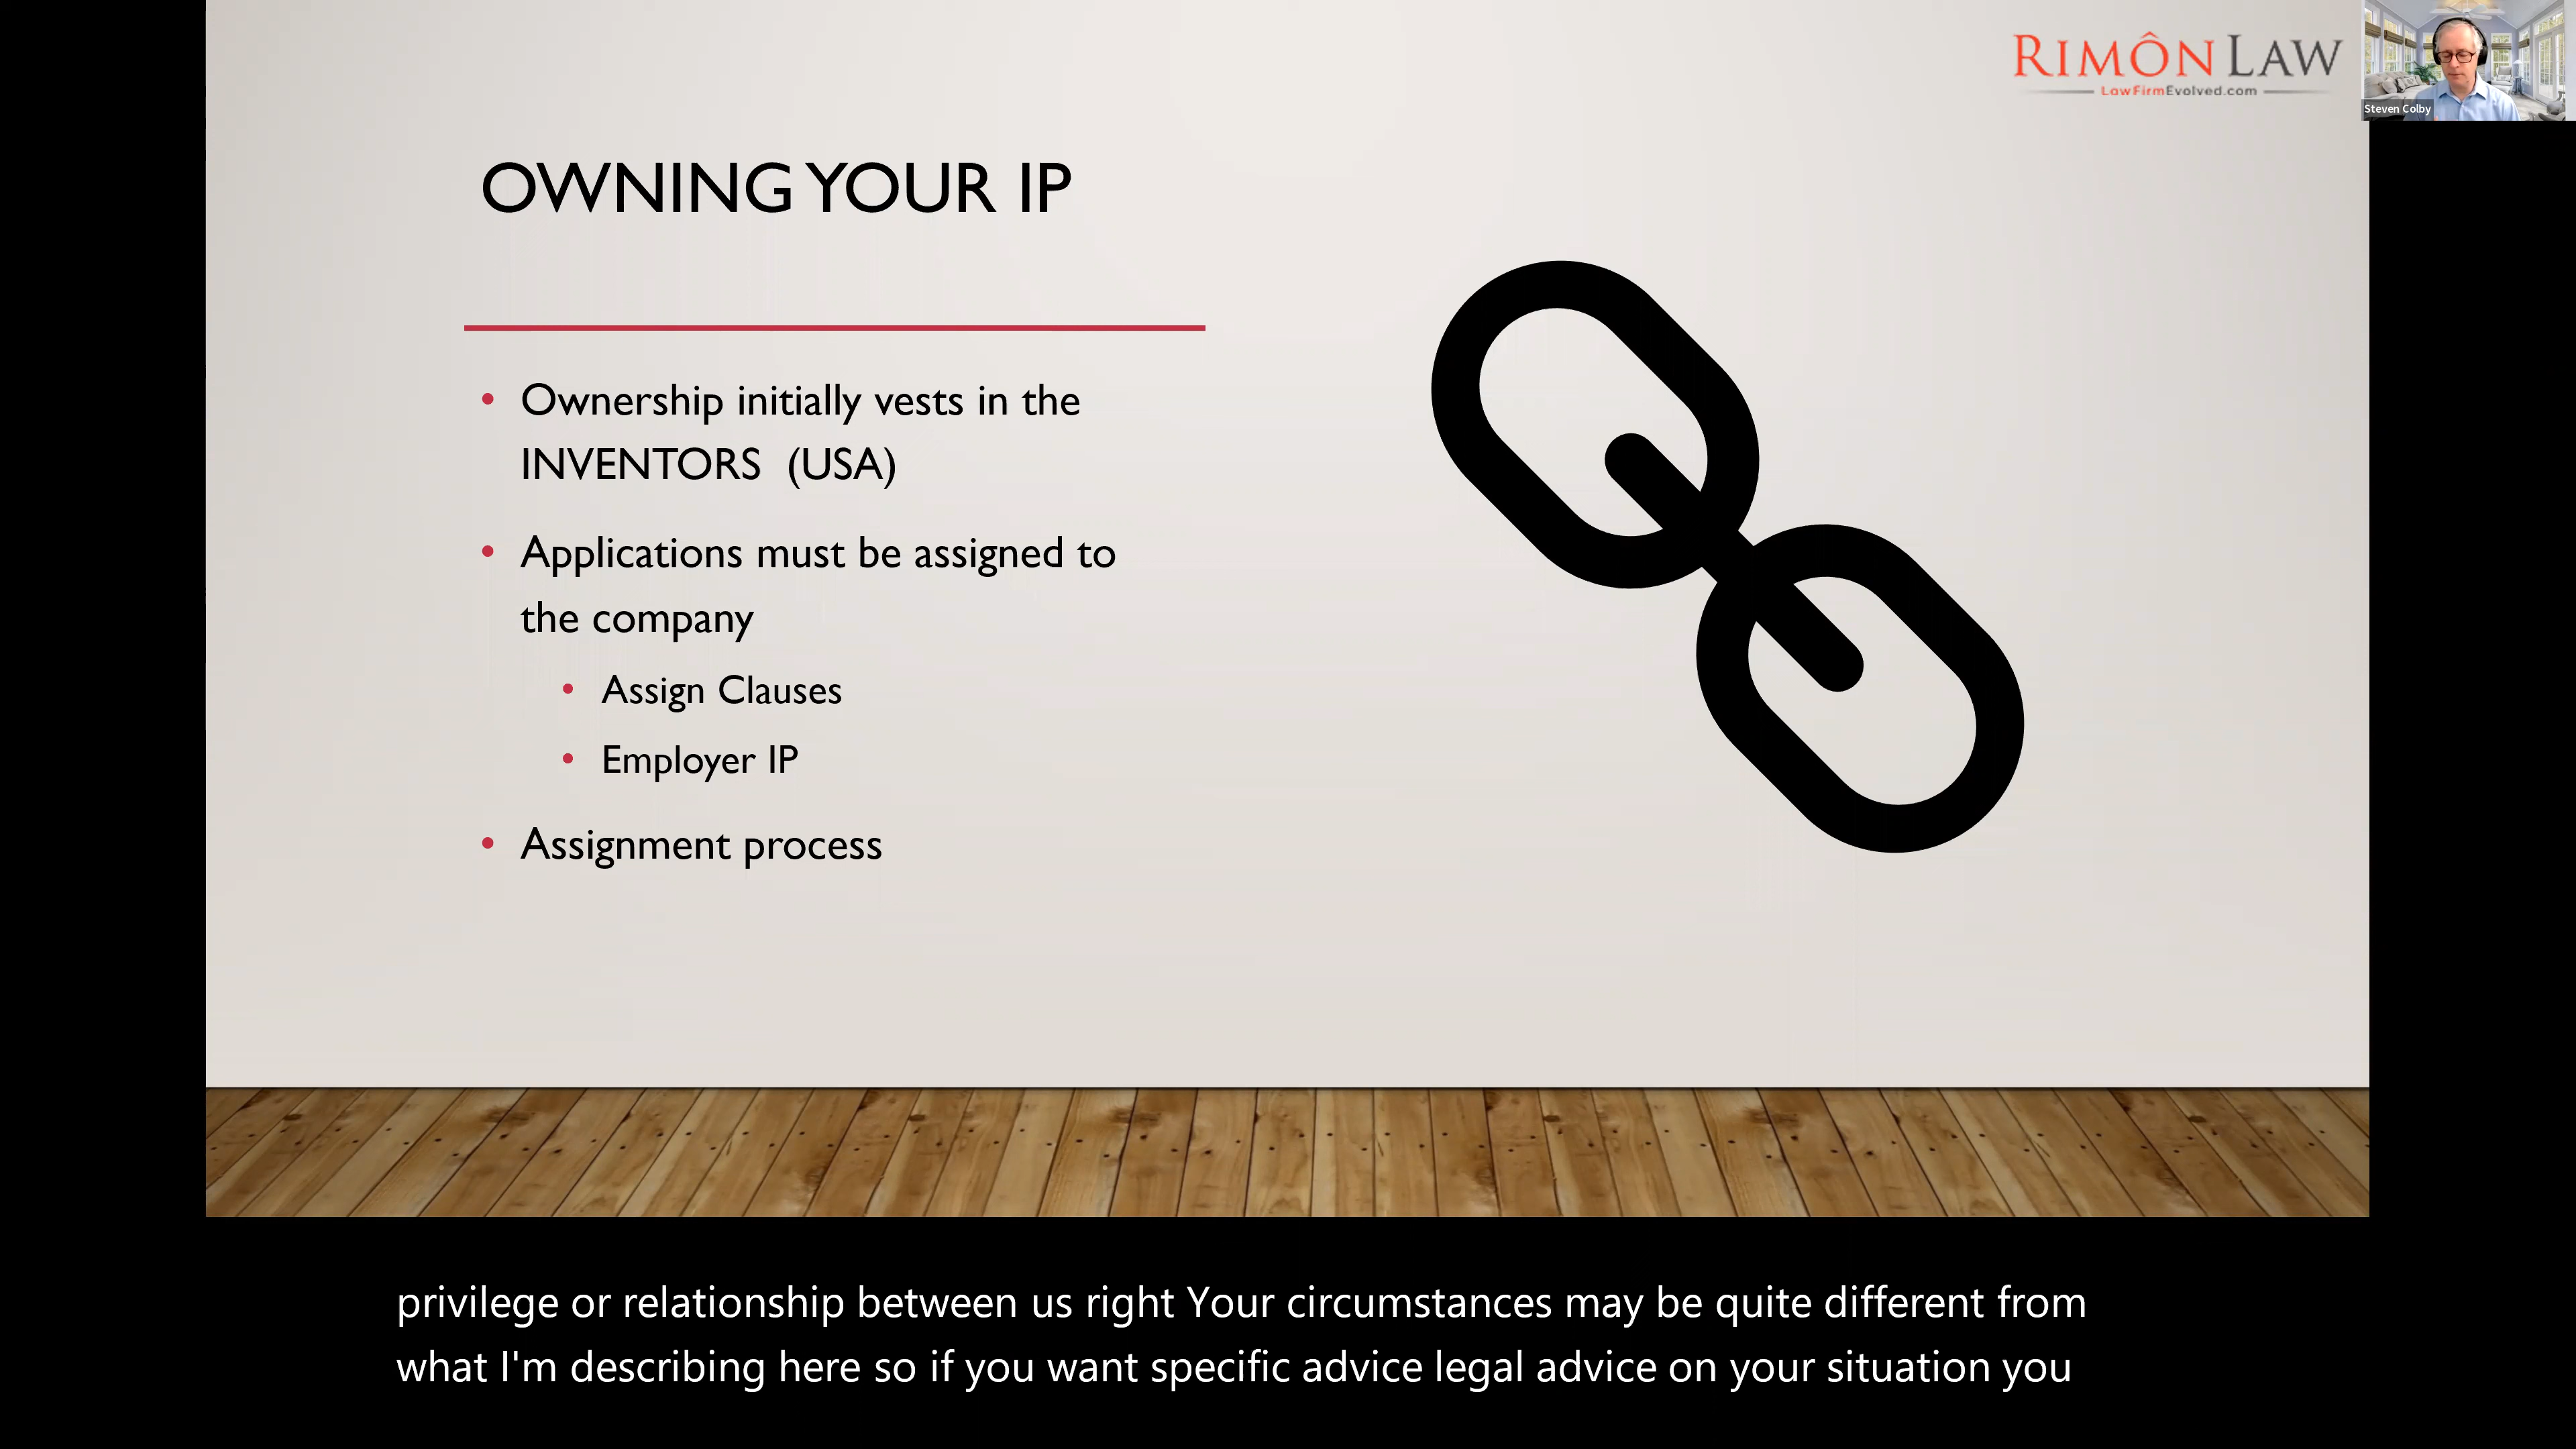 RIMÔN LAW
LawFirmEvolved.com
Steven Colby
OWNING YOUR IP
• Ownership initially vests in the
INVENTORS (USA)
• Applications must be assigned to
the company
• Assign Clauses
• Employer IP
• Assignment process
privilege or relationship between us right Your circumstances may be quite different from
what I'm describing here so if you want specific advice legal advice on your situation you